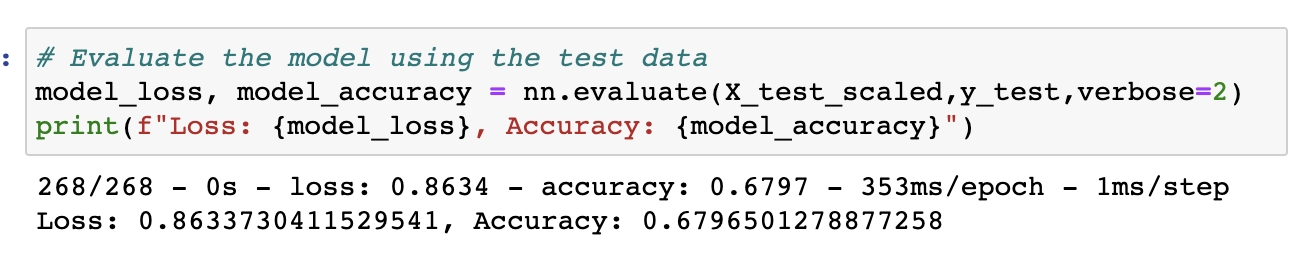 :
# Evaluate the model using the test data
model_loss, model_accuracy = nn.evaluate(X_test_scaled,y_test,verbose=2)
print(f"Loss: {model_loss}, Accuracy: {model_accuracy}")
268/268 - 0s - loss: 0.8634 - accuracy: 0.6797 - 353ms/epoch - 1ms/step
Loss: 0.8633730411529541, Accuracy: 0.6796501278877258